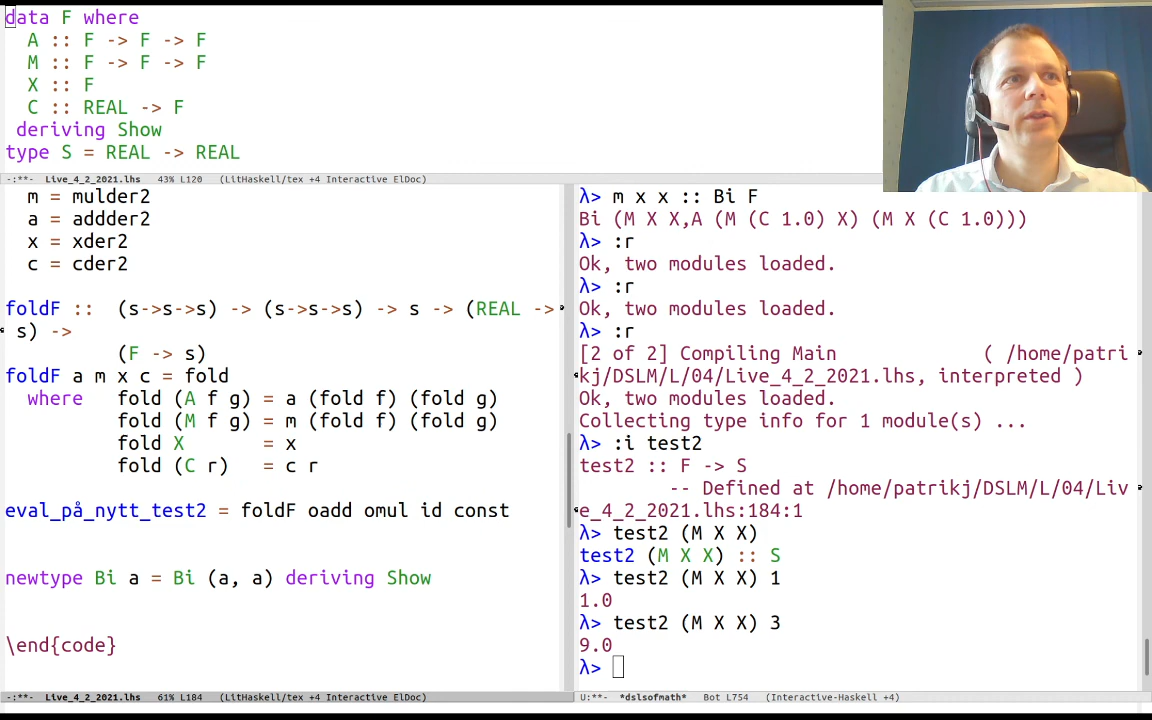 data F where
  A :: F -> F -> F
  M :: F -> F -> F
  X :: F
  C :: REAL -> F
 deriving Show
type S = REAL -> REAL
-:**-  Live_4_2_2021.lhs   43% L120   (LitHaskell/tex +4 Interactive ElDoc)
  m = mulder2
  a = addder2
  x = xder2
  c = cder2
foldF ::  (s->s->s) -> (s->s->s) -> s -> (REAL ->
 s) ->
          (F -> s)
foldF a m x c = fold
  where   fold (A f g) = a (fold f) (fold g)
          fold (M f g) = m (fold f) (fold g)
          fold X       = x
          fold (C r)   = c r
eval_på_nytt_test2 = foldF oadd omul id const
newtype Bi a = Bi (a, a) deriving Show
\end{code}
-:**-  Live_4_2_2021.lhs   61% L184   (LitHaskell/tex +4 Interactive ElDoc)
λ> m x x :: Bi F
Bi (M X X,A (M (C 1.0) X) (M X (C 1.0)))
λ> :r
Ok, two modules loaded.
λ> :r
Ok, two modules loaded.
λ> :r
[2 of 2] Compiling Main             ( /home/patri
kj/DSLM/L/04/Live_4_2_2021.lhs, interpreted )
Ok, two modules loaded.
Collecting type info for 1 module(s) ...
λ> :i test2
test2 :: F -> S
        -- Defined at /home/patrikj/DSLM/L/04/Liv
e_4_2_2021.lhs:184:1
λ> test2 (M X X)
test2 (M X X) :: S
λ> test2 (M X X) 1
1.0
λ> test2 (M X X) 3
9.0
λ>
U:**-  *dslsofmath*   Bot L754   (Interactive-Haskell +4)